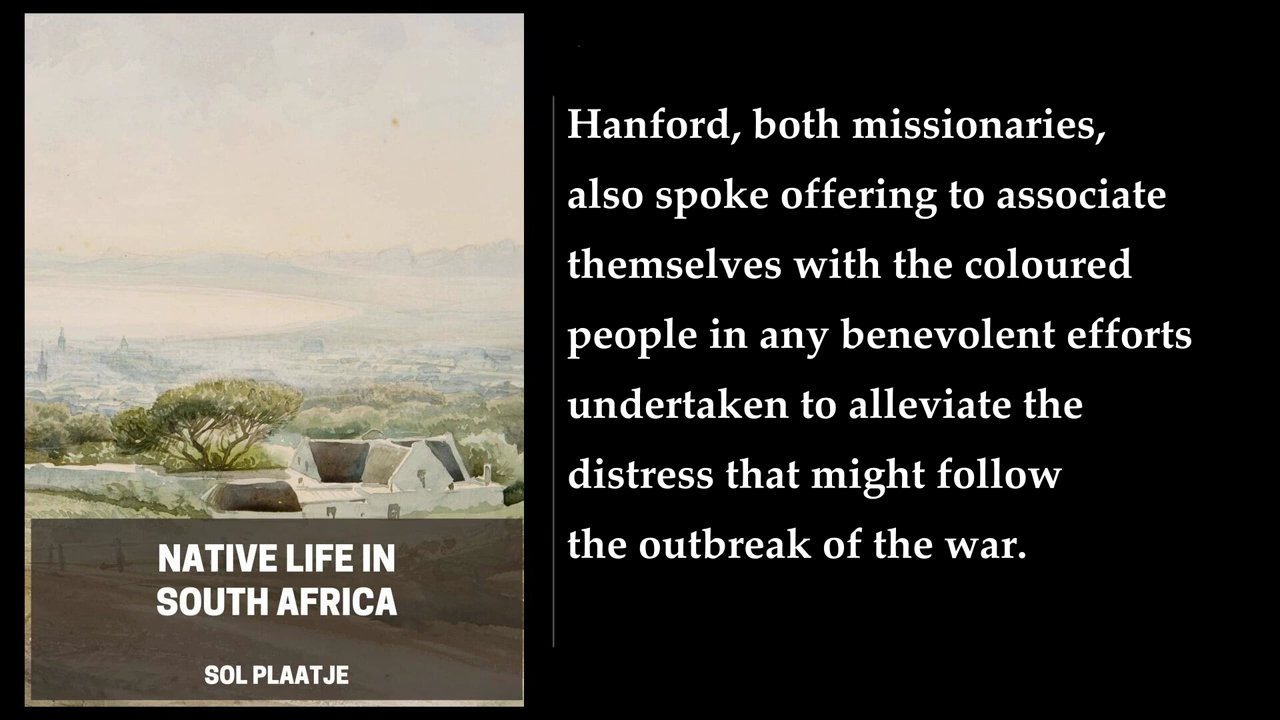 NATIVE LIFE IN
SOUTH AFRICA
SOL PLAATJE
Hanford, both missionaries,
also spoke offering to associate
themselves with the coloured
people in any benevolent efforts
undertaken to alleviate the
distress that might follow
the outbreak of the war.